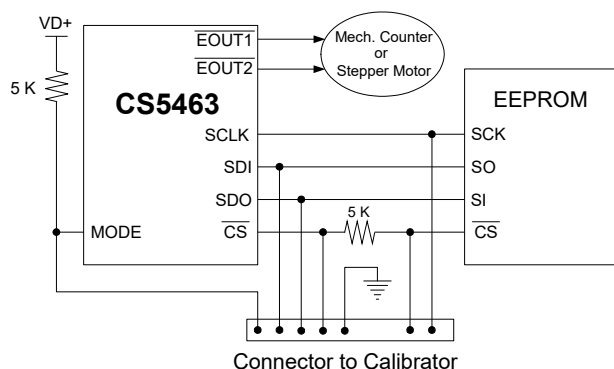 VD+
5 K
CS5463
EOUT1
EOUT2
SCLK
SDI
SDO
CS
MODE
Mech. Counter
or
Stepper Motor
5 K
EEPROM
SCK
SO
SI
CS
Connector to Calibrator